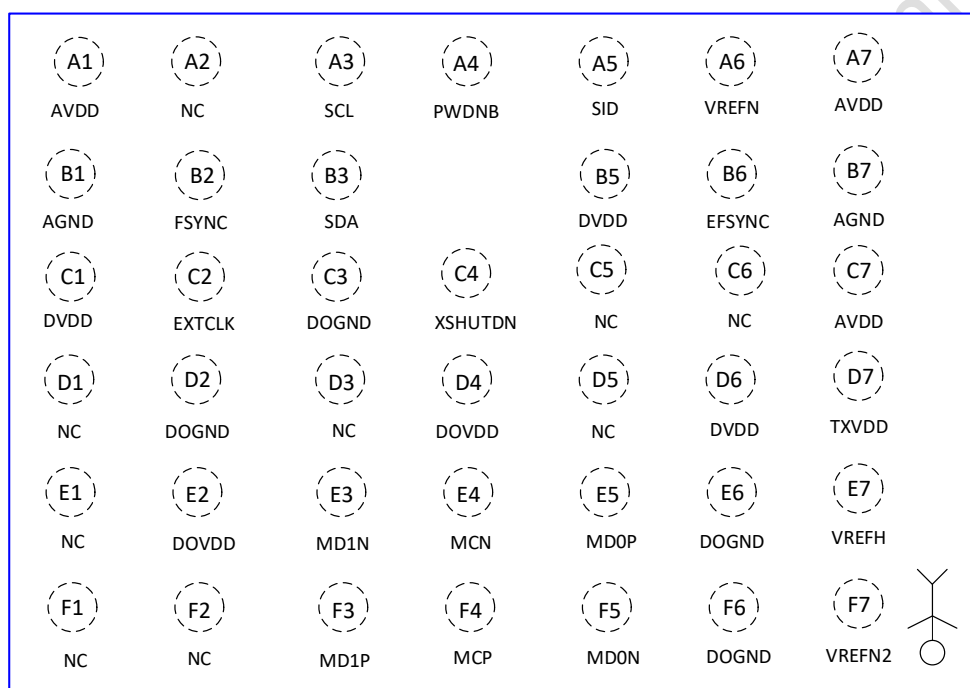 A1 A2 A3 A4 A5 A6 A7
AVDD NC SCL PWDNB SID VREFN AVDD
B1 B2 B3 B5 B6 B7
AGND FSYNC SDA DVDD EFSYNC AGND
C1 C2 C3 C4 C5 C6 C7
DVDD EXTCLK DOGND XSHUTDN NC NC AVDD
D1 D2 D3 D4 D5 D6 D7
NC DOGND NC DOVDD NC DVDD TXVDD
E1 E2 E3 E4 E5 E6 E7
NC DOVDD MD1N MCN MD0P DOGND VREFH
F1 F2 F3 F4 F5 F6 F7
NC NC MD1P MCP MD0N DOGND VREFN2